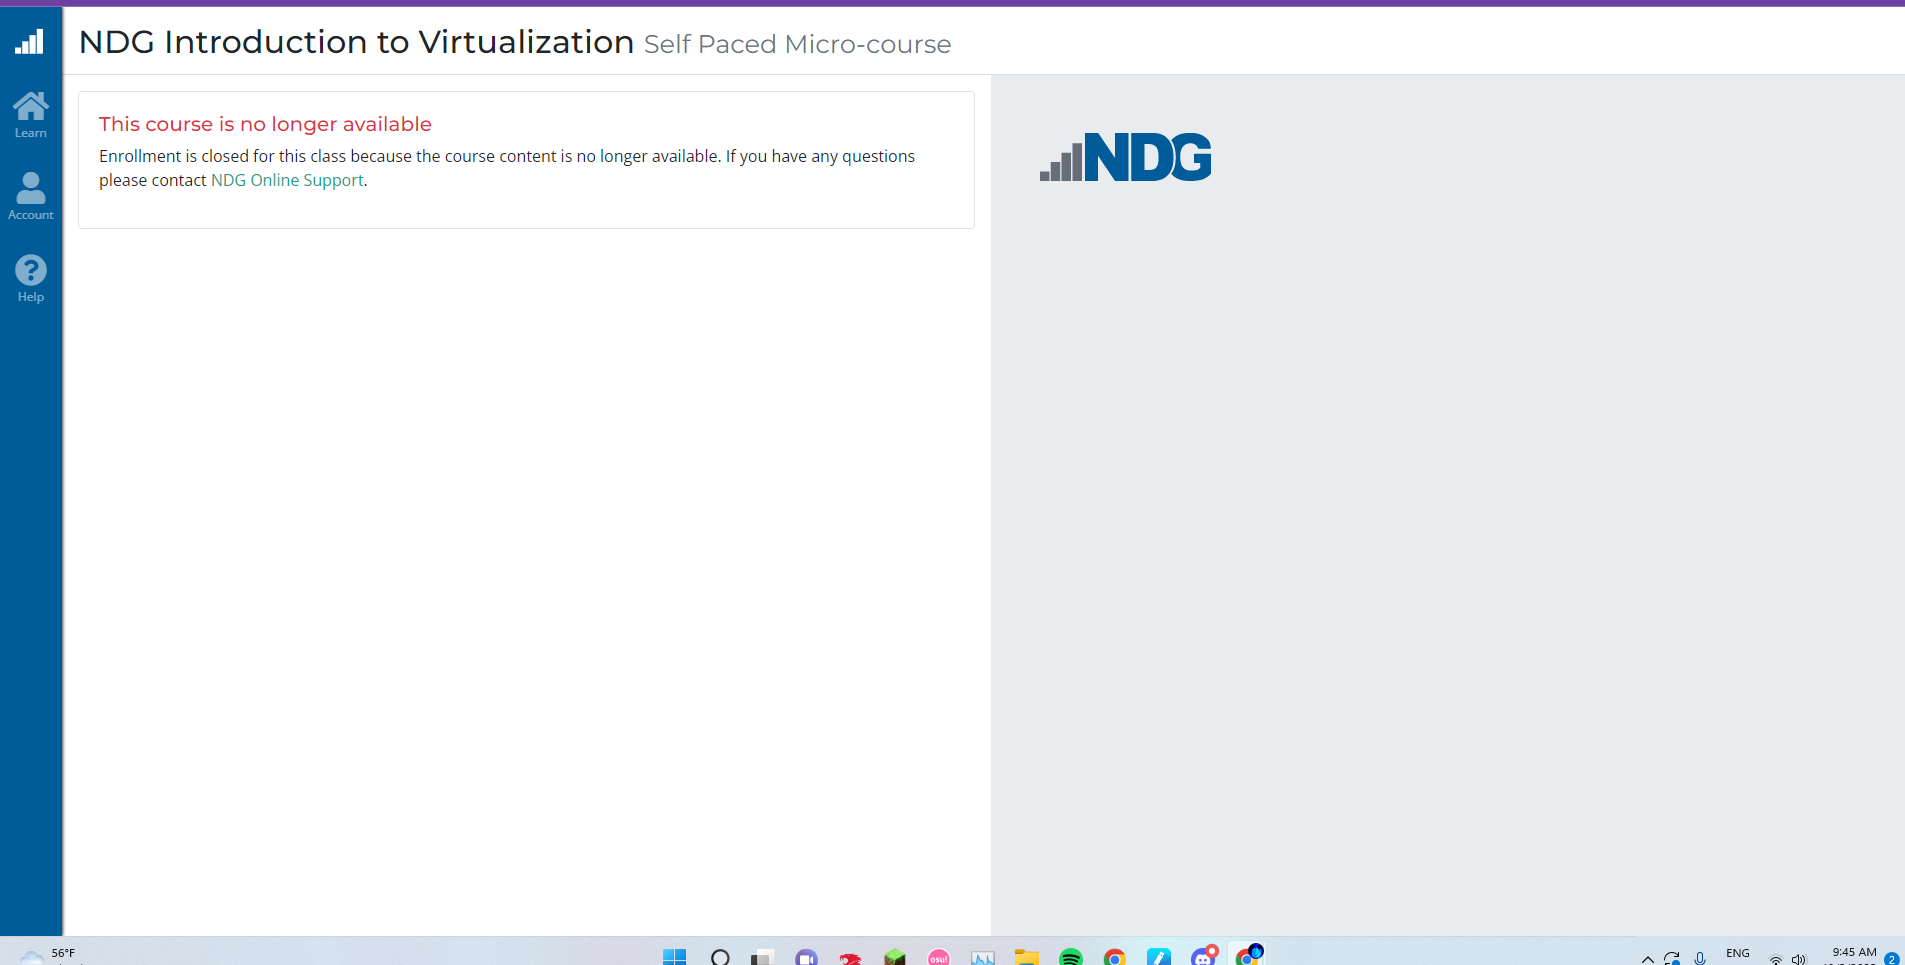 NDG Introduction to Virtualization Self Paced Micro-course
Learn
Account
Help
This course is no longer available
Enrollment is closed for this class because the course content is no longer available. If you have any questions
please contact NDG Online Support.
NDG
56°F
osu!
ENG
9:45 AM
2